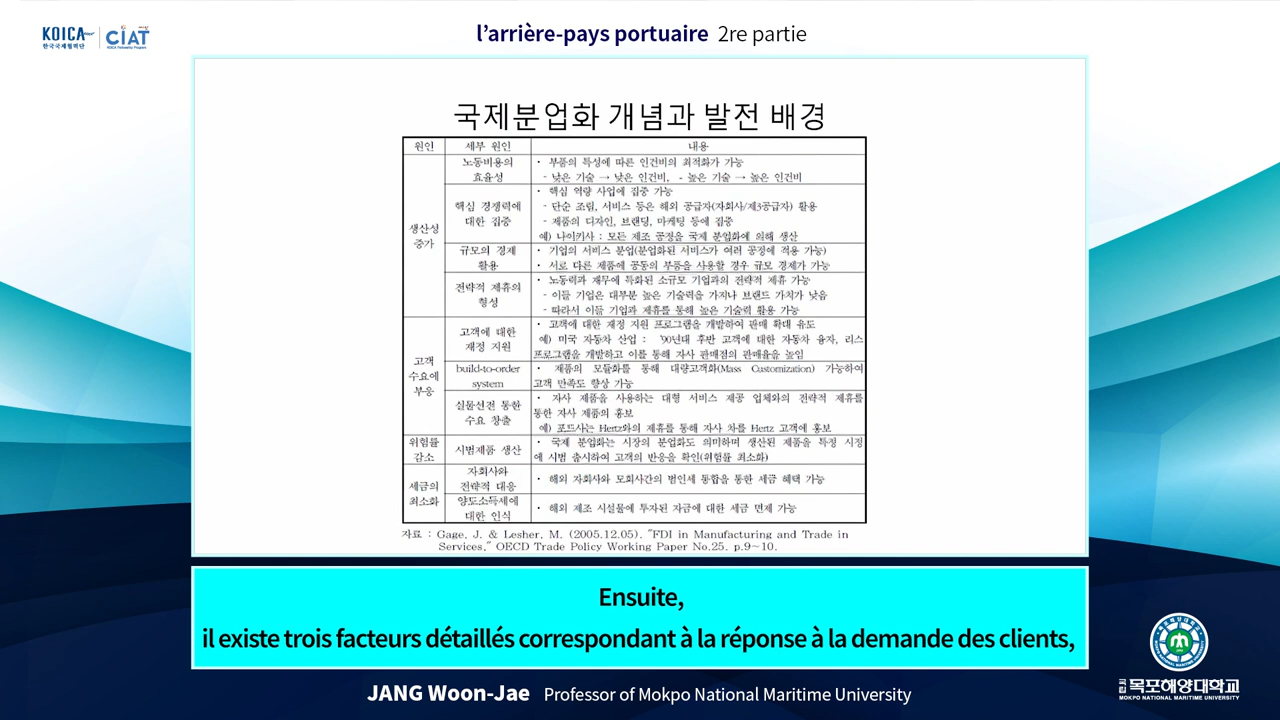 KOICA
한국국제협력단
CIAT
KOICA Fellowship Program
l'arrière-pays portuaire 2re partie
국제분업화 개념과 발전 배경
원인 세부 원인 내용
생산성 증가
노동비용의 효율성
· 부품의 특성에 따른 인건비의 최적화가 가능
- 낮은 기술 → 낮은 인건비, - 높은 기술 → 높은 인건비
핵심 경쟁력에 대한 집중
· 핵심 역량 사업에 집중 가능
- 단순 조립, 서비스 등은 해외 공급자(자회사/제3공급자) 활용
- 제품의 디자인, 브랜딩, 마케팅 등에 집중
예) 나이키사 : 모든 제조 공정을 국제 분업화에 의해 생산
규모의 경제 활용
· 기업의 서비스 분업(분업화된 서비스가 여러 공정에 적용 가능)
· 서로 다른 제품에 공동의 부품을 사용할 경우 규모 경제가 가능
전략적 제휴의 형성
· 노동력과 재무에 특화된 소규모 기업과의 전략적 제휴 가능
- 이들 기업은 대부분 높은 기술력을 가지나 브랜드 가치가 낮음
- 따라서 이들 기업과 제휴를 통해 높은 기술력 활용 가능
고객 수요에 부응
고객에 대한 재정 지원
· 고객에 대한 재정 지원 프로그램을 개발하여 판매 확대 유도
예) 미국 자동차 산업 : '90년대 후반 고객에 대한 자동차 융자, 리스
프로그램을 개발하고 이를 통해 자사 판매점의 판매율을 높임
build-to-order system
· 제품의 모듈화를 통해 대량고객화(Mass Customization) 가능하여
고객 만족도 향상 가능
실물선전 통한 수요 창출
· 자사 제품을 사용하는 대형 서비스 제공 업체와의 전략적 제휴를
통한 자사 제품의 홍보
예) 포드사는 Hertz와의 제휴를 통해 자사 차를 Hertz 고객에 홍보
위험률 감소
시범제품 생산
· 국제 분업화는 시장의 분업화도 의미하며 생산된 제품을 특정 시정
에 시범 출시하여 고객의 반응을 확인(위험률 최소화)
세금의 최소화
자회사와 전략적 대응
· 해외 자회사와 모회사간의 법인세 통합을 통한 세금 혜택 가능
양도소득세에 대한 인식
· 해외 제조 시설물에 투자된 자금에 대한 세금 면제 가능
자료 : Gage, J. & Lesher, M. (2005.12.05). "FDI in Manufacturing and Trade in
Services," OECD Trade Policy Working Paper No.25. p.9~10.
Ensuite,
il existe trois facteurs détaillés correspondant à la réponse à la demande des clients,
JANG Woon-Jae Professor of Mokpo National Maritime University
국립 목포해양대학교
MOKPO NATIONAL MARITIME UNIVERSITY